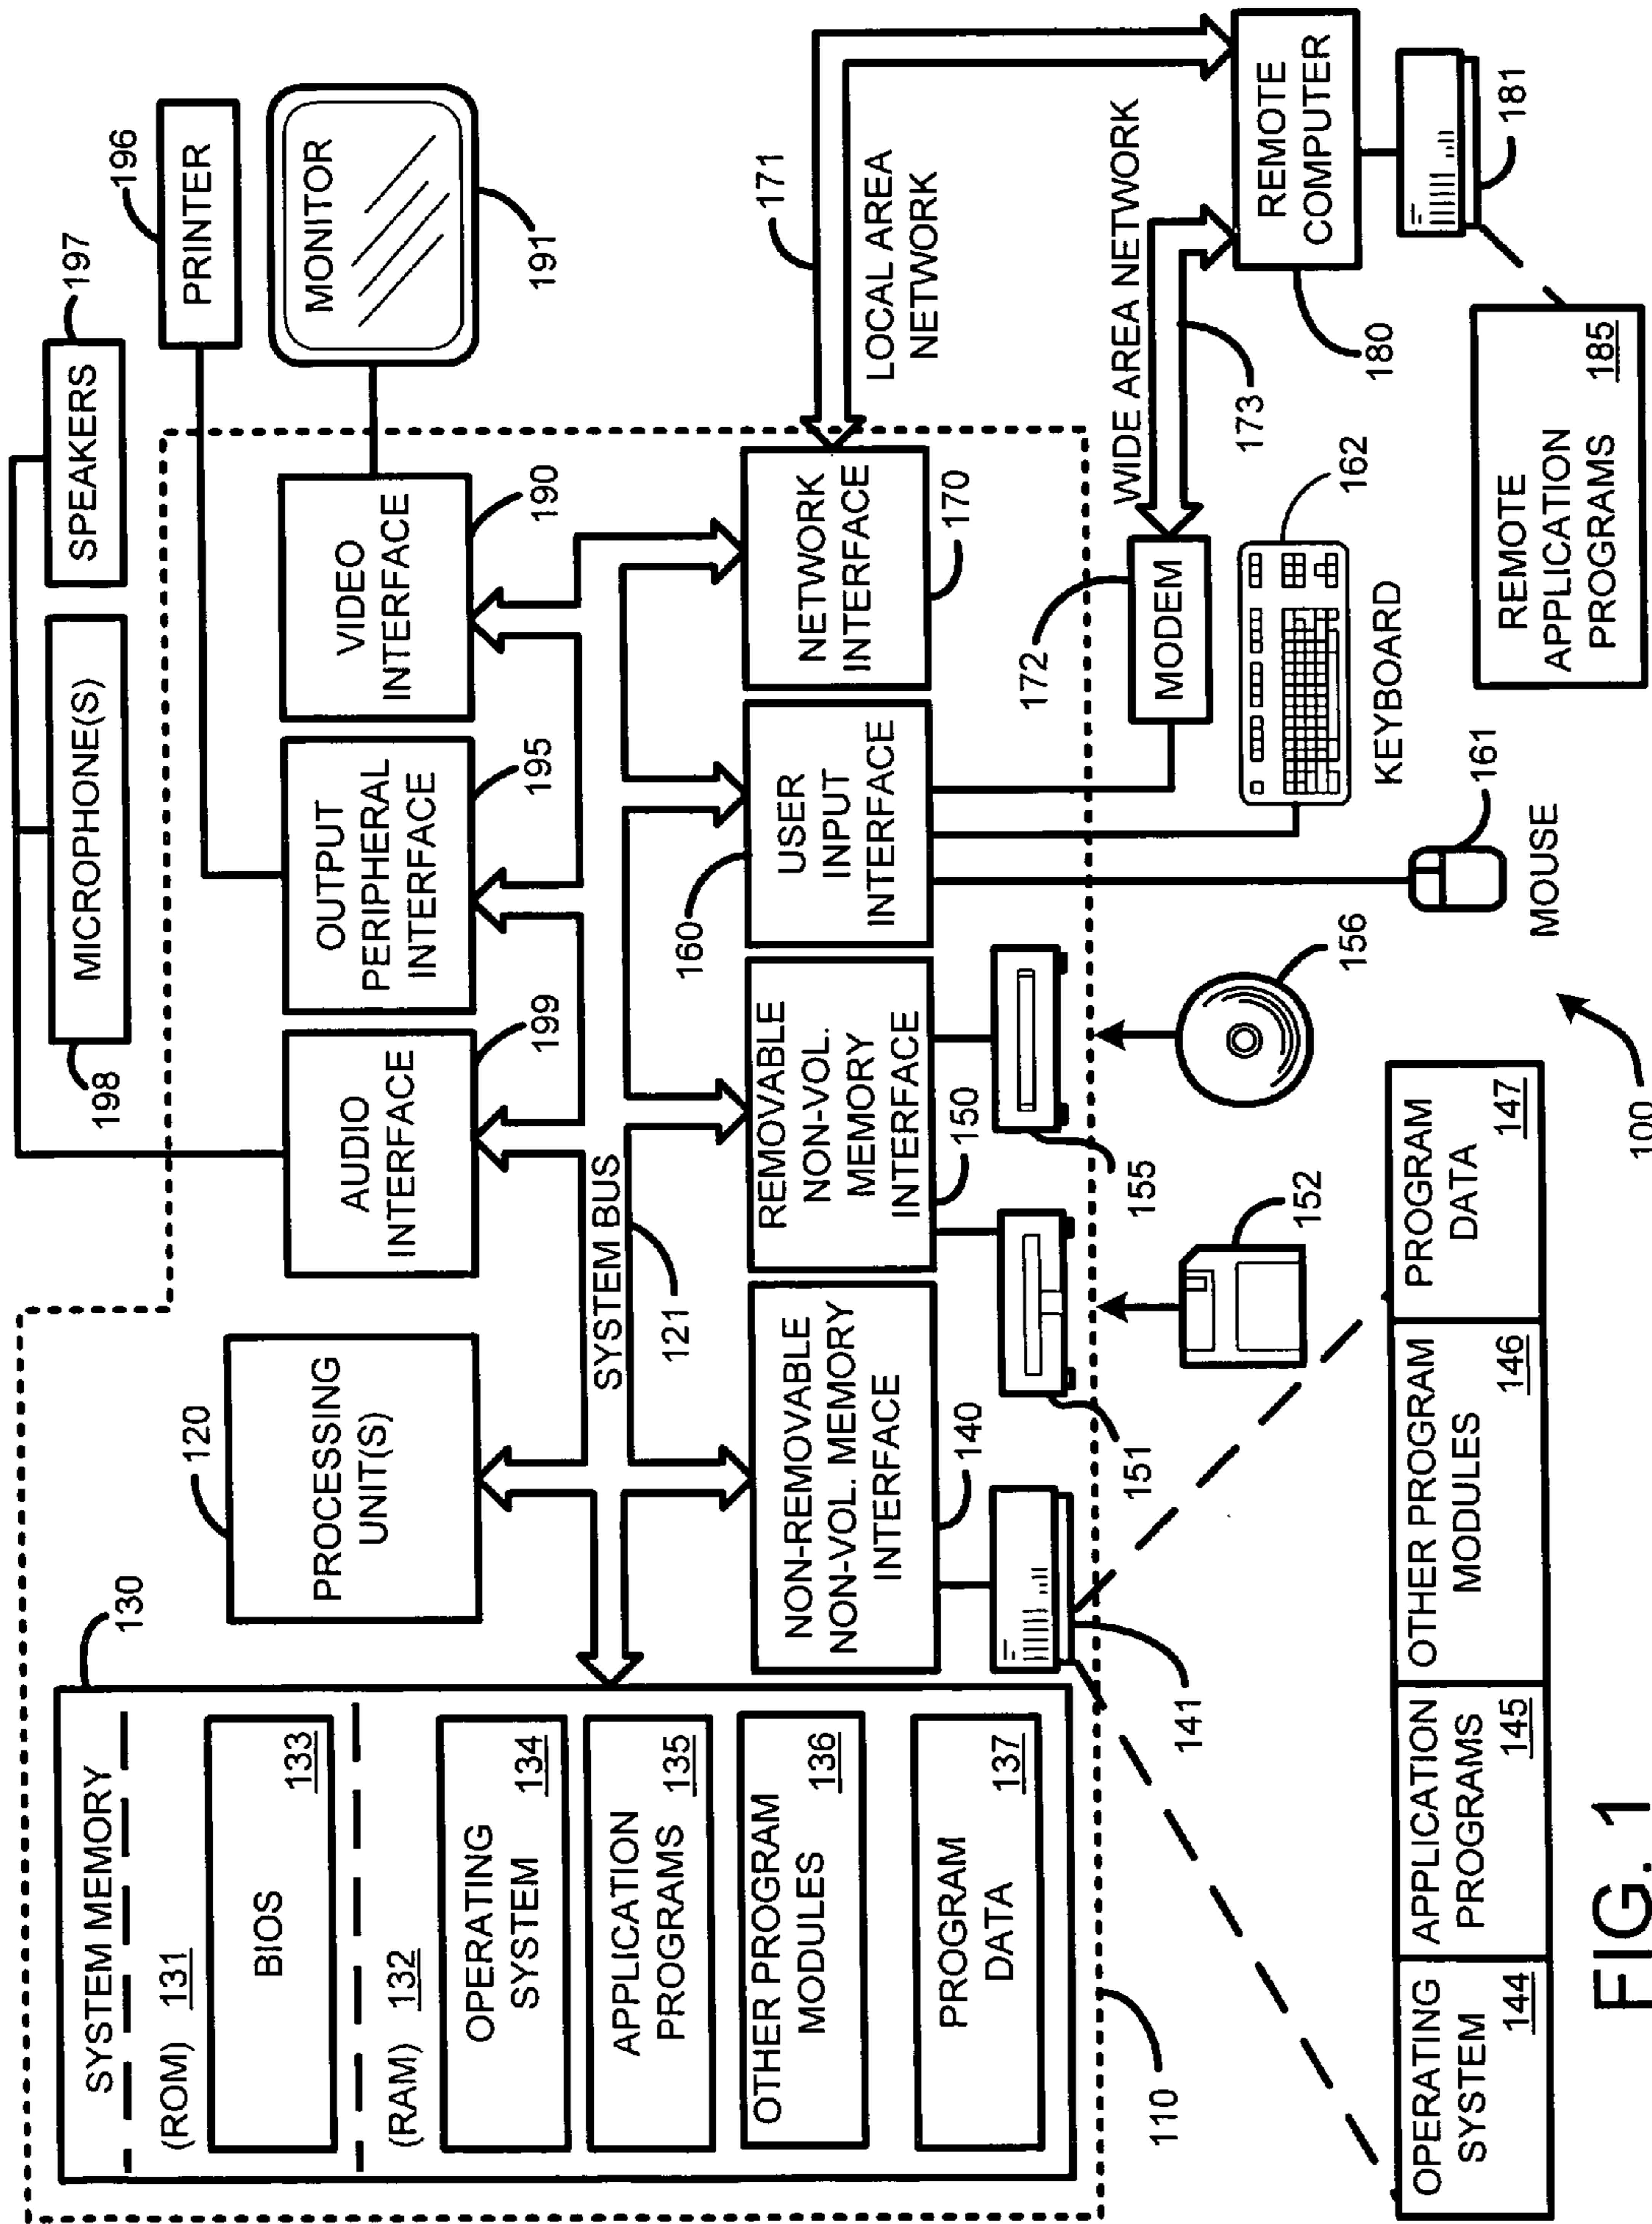 SYSTEM MEMORY
(ROM) 131
BIOS
133
(RAM) 132
OPERATING
SYSTEM
134
APPLICATION
PROGRAMS
135
OTHER PROGRAM
MODULES
136
PROGRAM
DATA
137
130
110
120
PROCESSING
UNIT(S)
SYSTEM BUS
121
198
MICROPHONE(S)
SPEAKERS
197
196
PRINTER
MONITOR
191
AUDIO
INTERFACE
199
OUTPUT
PERIPHERAL
INTERFACE
195
VIDEO
INTERFACE
190
NON-REMOVABLE
NON-VOL. MEMORY
INTERFACE
140
REMOVABLE
NON-VOL.
MEMORY
INTERFACE
150
160
USER
INPUT
INTERFACE
NETWORK
INTERFACE
170
171
LOCAL AREA
NETWORK
WIDE AREA NETWORK
173
172
MODEM
REMOTE
COMPUTER
180
181
141
151
152
155
156
162
KEYBOARD
161
MOUSE
REMOTE
APPLICATION
PROGRAMS
185
OPERATING
SYSTEM
144
APPLICATION
PROGRAMS
145
OTHER PROGRAM
MODULES
146
PROGRAM
DATA
147
100
FIG. 1